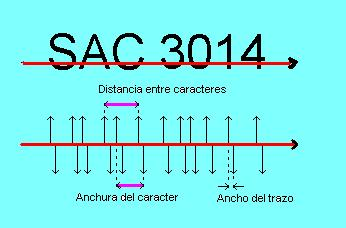 SAC 3014
Distancia entre caracteres
Anchura del caracter
Ancho del trazo